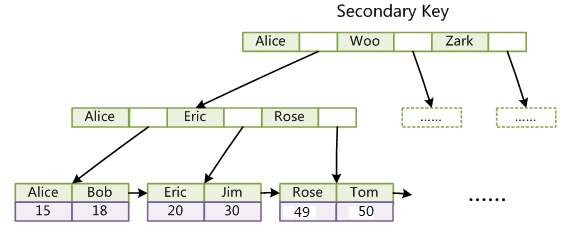 Secondary Key
Alice Woo Zark
Alice Eric Rose
...... ......
Alice Bob Eric Jim Rose Tom
15 18 20 30 49 50
......